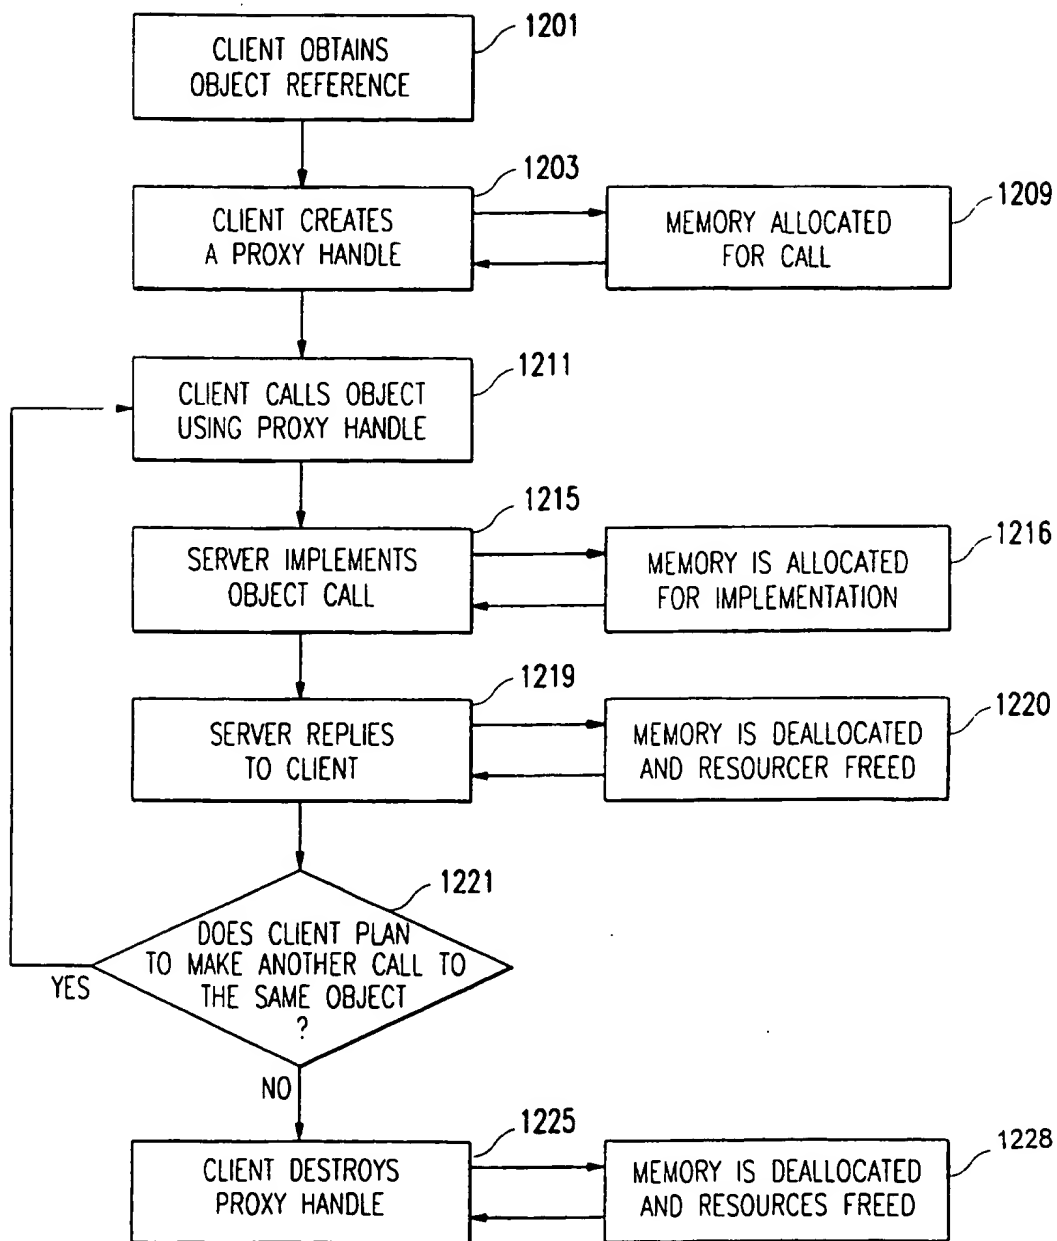 CLIENT OBTAINS
OBJECT REFERENCE
1201
CLIENT CREATES
A PROXY HANDLE
1203
MEMORY ALLOCATED
FOR CALL
1209
CLIENT CALLS OBJECT
USING PROXY HANDLE
1211
SERVER IMPLEMENTS
OBJECT CALL
1215
MEMORY IS ALLOCATED
FOR IMPLEMENTATION
1216
SERVER REPLIES
TO CLIENT
1219
MEMORY IS DEALLOCATED
AND RESOURCER FREED
1220
DOES CLIENT PLAN
TO MAKE ANOTHER CALL TO
THE SAME OBJECT
?
1221
YES
NO
CLIENT DESTROYS
PROXY HANDLE
1225
MEMORY IS DEALLOCATED
AND RESOURCES FREED
1228